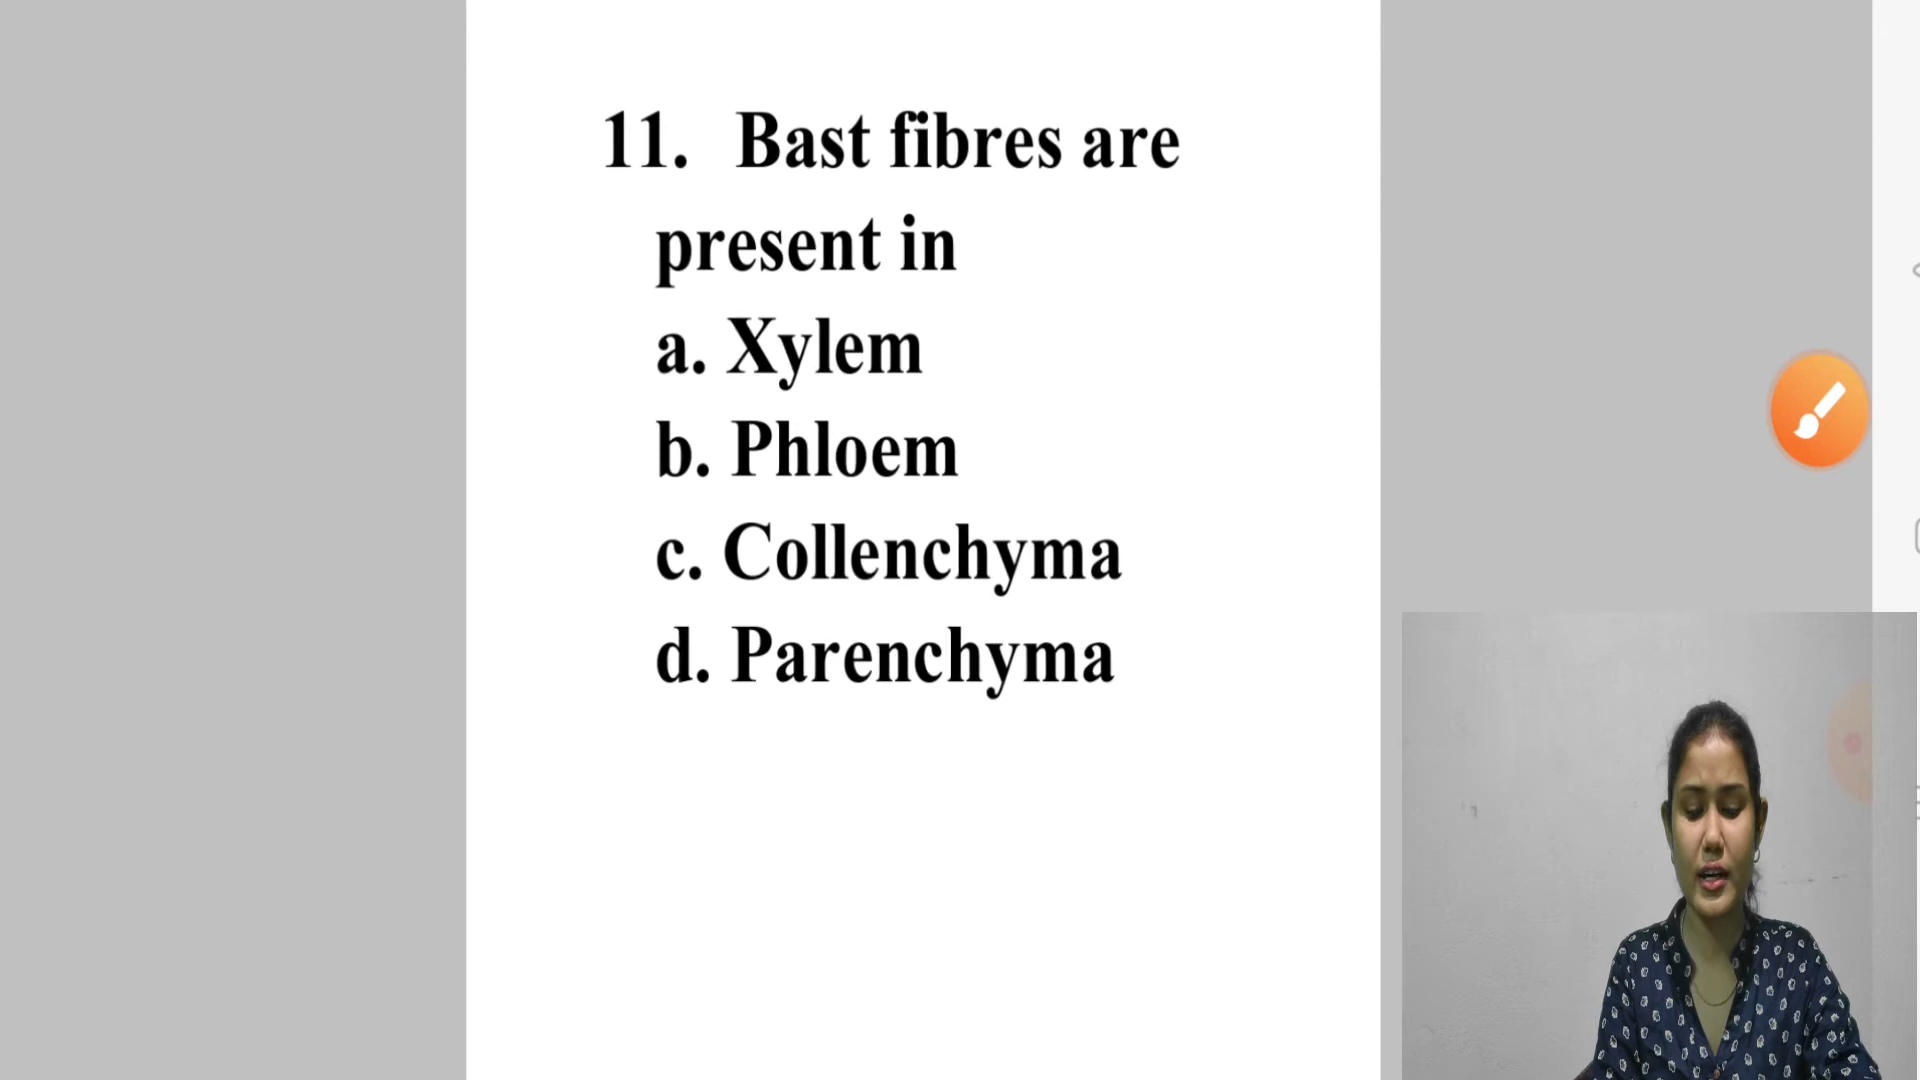 11. Bast fibres are
present in
a. Xylem
b. Phloem
c. Collenchyma
d. Parenchyma